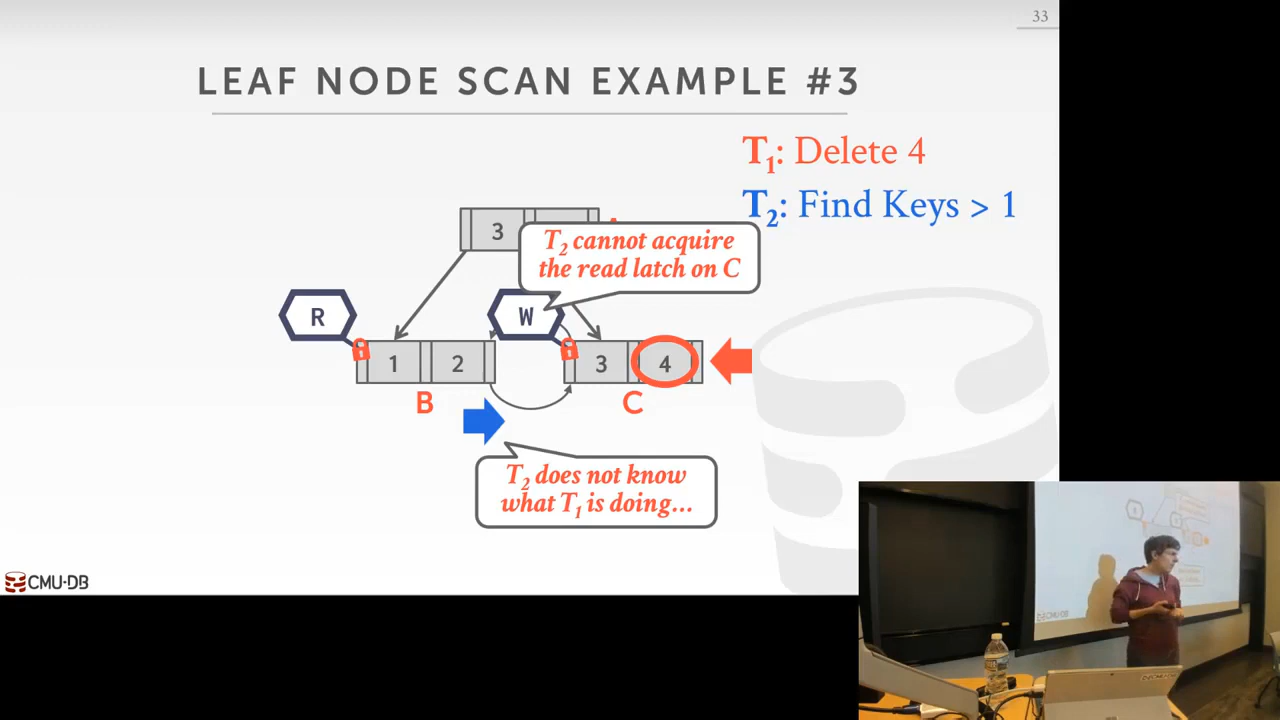 33
LEAF NODE SCAN EXAMPLE #3
T1: Delete 4
T2: Find Keys > 1
3
T2 cannot acquire
the read latch on C
R
W
1 2
3 4
B
C
T2 does not know
what T1 is doing...
CMU·DB